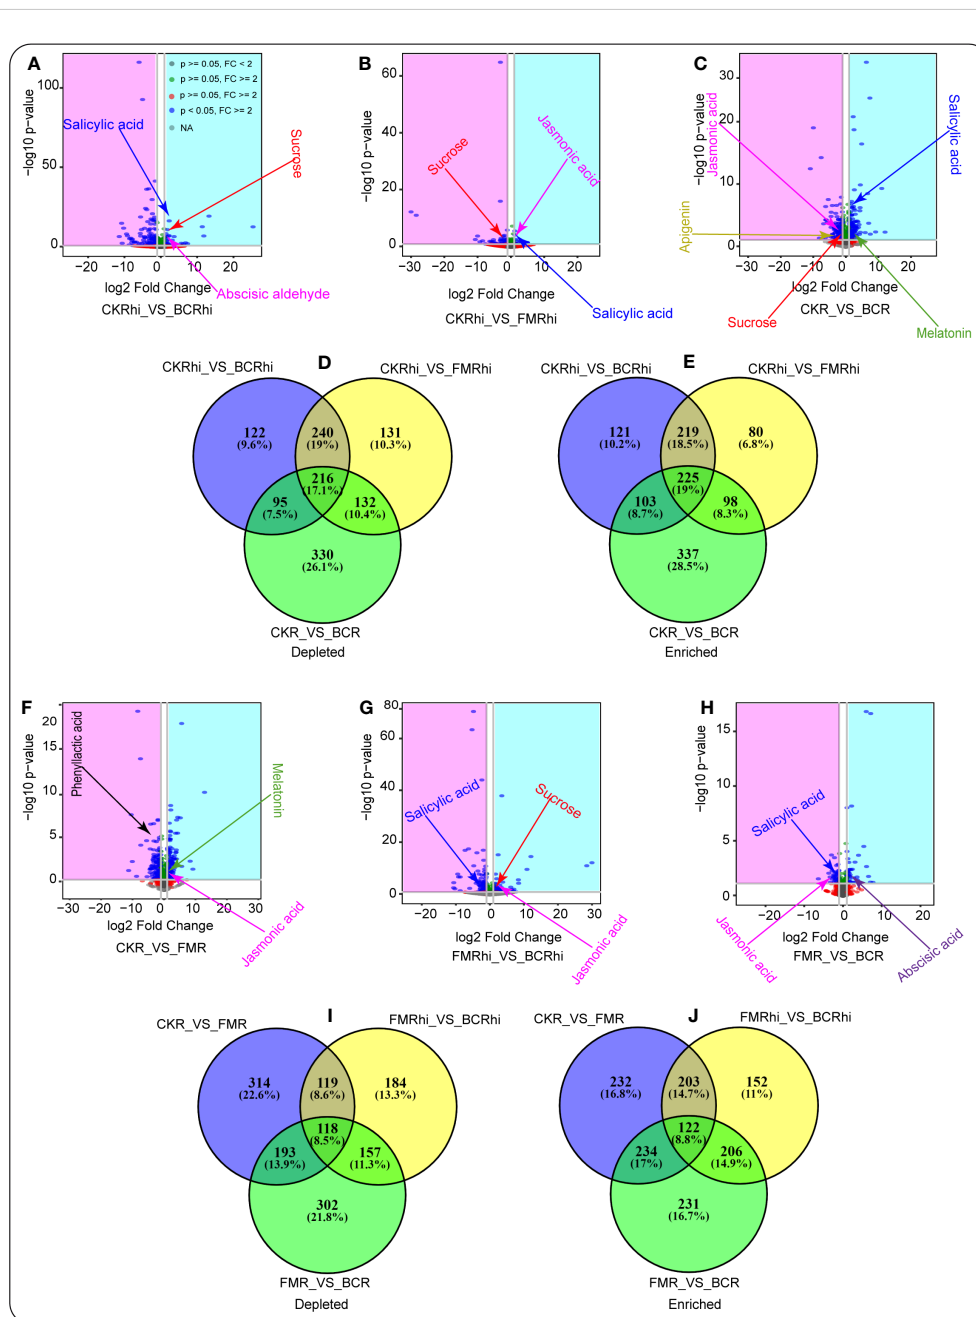 A
−log10 p−value
100
50
0
−20
−10
0
10
20
p >= 0.05, FC < 2
p >= 0.05, FC >= 2
p >= 0.05, FC >= 2
p < 0.05, FC >= 2
NA
Salicylic acid
Sucrose
Abscisic aldehyde
log2 Fold Change
CKRhi_VS_BCRhi
B
−log10 p−value
60
40
20
0
−30
−20
−10
0
10
20
Sucrose
Jasmonic acid
Salicylic acid
log2 Fold Change
CKRhi_VS_FMRhi
C
−log10 p−value
30
20
10
0
−30
−20
−10
0
10
20
Jasmonic acid
Salicylic acid
Apigenin
Sucrose
Melatonin
log2 Fold Change
CKR_VS_BCR
D
CKRhi_VS_BCRhi
CKRhi_VS_FMRhi
122
(9.6%)
240
(19%)
131
(10.3%)
216
(17.1%)
95
(7.5%)
132
(10.4%)
330
(26.1%)
CKR_VS_BCR
Depleted
E
CKRhi_VS_BCRhi
CKRhi_VS_FMRhi
121
(10.2%)
219
(18.5%)
80
(6.8%)
225
(19%)
103
(8.7%)
98
(8.3%)
337
(28.5%)
CKR_VS_BCR
Enriched
F
−log10 p−value
20
15
10
5
0
−30
−20
−10
0
10
20
30
Phenyllactic acid
Melatonin
Jasmonic acid
log2 Fold Change
CKR_VS_FMR
G
−log10 p−value
80
60
40
20
0
−20
−10
0
10
20
30
Salicylic acid
Sucrose
Jasmonic acid
log2 Fold Change
FMRhi_VS_BCRhi
H
−log10 p−value
15
10
5
0
−20
−10
0
10
20
Salicylic acid
Jasmonic acid
Abscisic acid
log2 Fold Change
FMR_VS_BCR
I
CKR_VS_FMR
FMRhi_VS_BCRhi
314
(22.6%)
119
(8.6%)
184
(13.3%)
118
(8.5%)
193
(13.9%)
157
(11.3%)
302
(21.8%)
FMR_VS_BCR
Depleted
J
CKR_VS_FMR
FMRhi_VS_BCRhi
232
(16.8%)
203
(14.7%)
152
(11%)
122
(8.8%)
234
(17%)
206
(14.9%)
231
(16.7%)
FMR_VS_BCR
Enriched